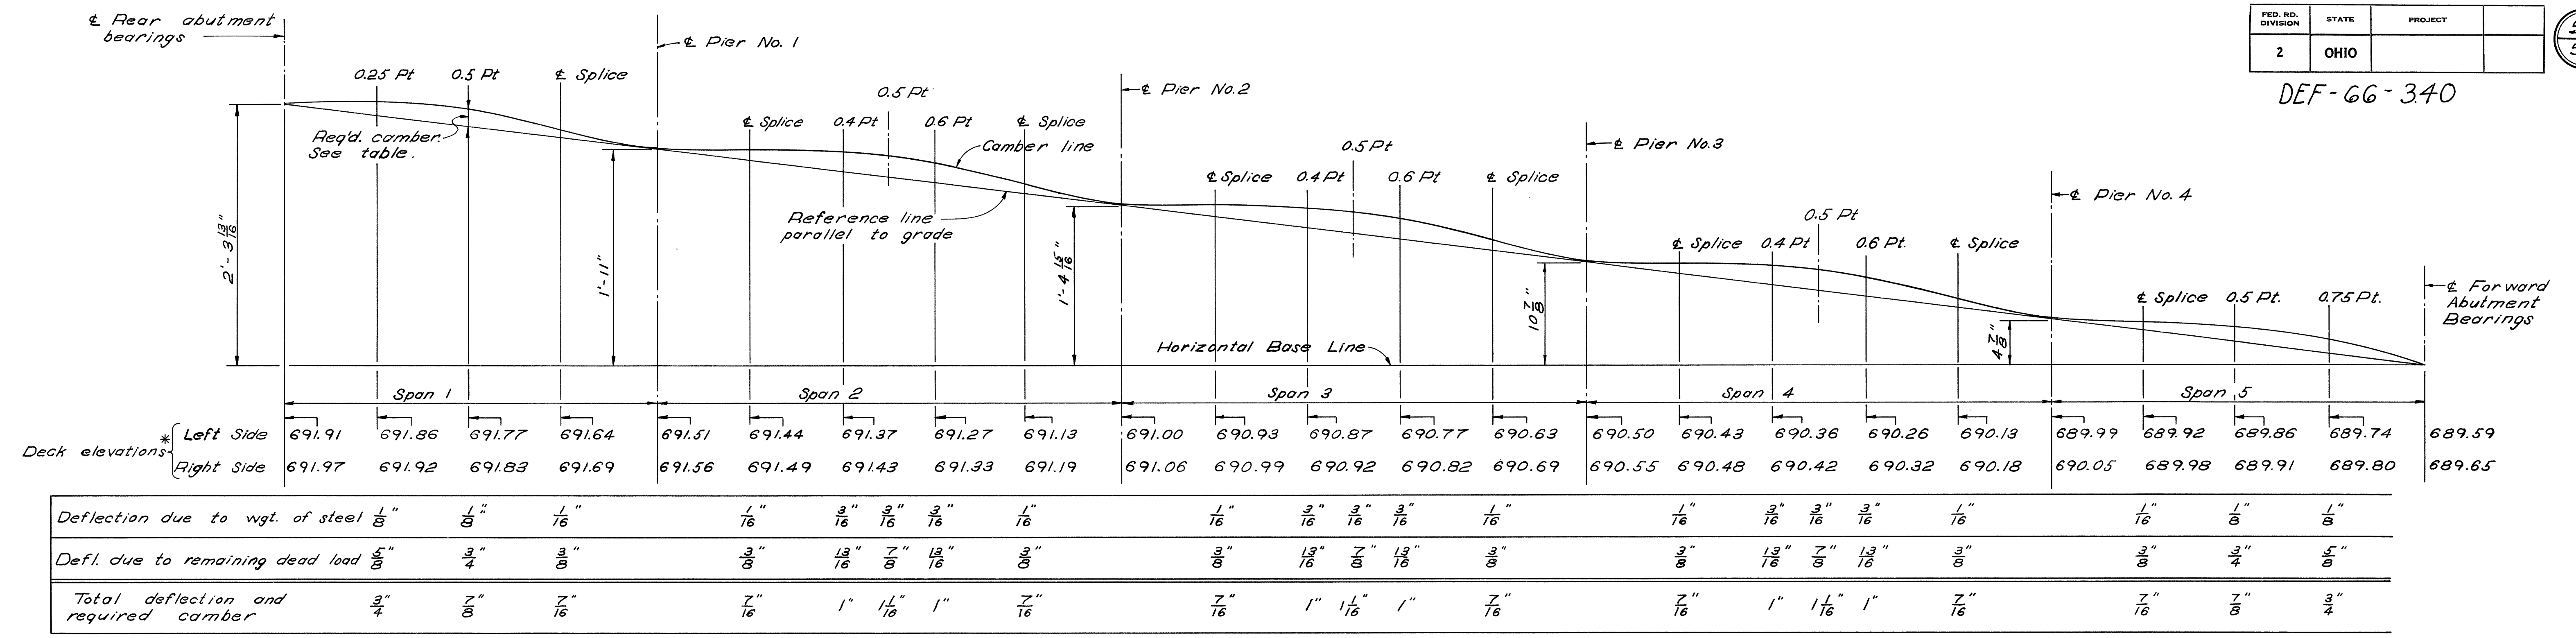 FED. RD. DIVISION STATE PROJECT
2 OHIO
DEF-66-3.40
℄ Rear abutment
bearings
℄ Pier No. 1
℄ Pier No.2
℄ Pier No.3
℄ Pier No. 4
℄ Forward
Abutment
Bearings
0.25 Pt 0.5 Pt ℄ Splice
0.5 Pt
℄ Splice 0.4 Pt 0.6 Pt ℄ Splice
0.5 Pt
℄ Splice 0.4 Pt 0.6 Pt ℄ Splice
0.5 Pt
℄ Splice 0.4 Pt 0.6 Pt. ℄ Splice
℄ Splice 0.5 Pt. 0.75 Pt.
Req'd. camber.
See table.
Camber line
Reference line
parallel to grade
Horizontal Base Line
2'-3 13/16"
1'-11"
1'-4 15/16"
10 7/8"
4 7/8"
Span 1 Span 2 Span 3 Span 4 Span 5
Deck elevations *
Left Side 691.91 691.86 691.77 691.64 691.51 691.44 691.37 691.27 691.13 691.00 690.93 690.87 690.77 690.63 690.50 690.43 690.36 690.26 690.13 689.99 689.92 689.86 689.74 689.59
Right Side 691.97 691.92 691.83 691.69 691.56 691.49 691.43 691.33 691.19 691.06 690.99 690.92 690.82 690.69 690.55 690.48 690.42 690.32 690.18 690.05 689.98 689.91 689.80 689.65
Deflection due to wgt. of steel 1/8" 1/8" 1/16" 1/16" 3/16" 3/16" 3/16" 1/16" 1/16" 3/16" 3/16" 3/16" 1/16" 1/16" 3/16" 3/16" 3/16" 1/16" 1/16" 1/8" 1/8"
Defl. due to remaining dead load 5/8" 3/4" 3/8" 3/8" 13/16" 7/8" 13/16" 3/8" 3/8" 13/16" 7/8" 13/16" 3/8" 3/8" 13/16" 7/8" 13/16" 3/8" 3/8" 3/4" 5/8"
Total deflection and
required camber 3/4" 7/8" 7/16" 7/16" 1" 1 1/16" 1" 7/16" 7/16" 1" 1 1/16" 1" 7/16" 7/16" 1" 1 1/16" 1" 7/16" 7/16" 7/8" 3/4"